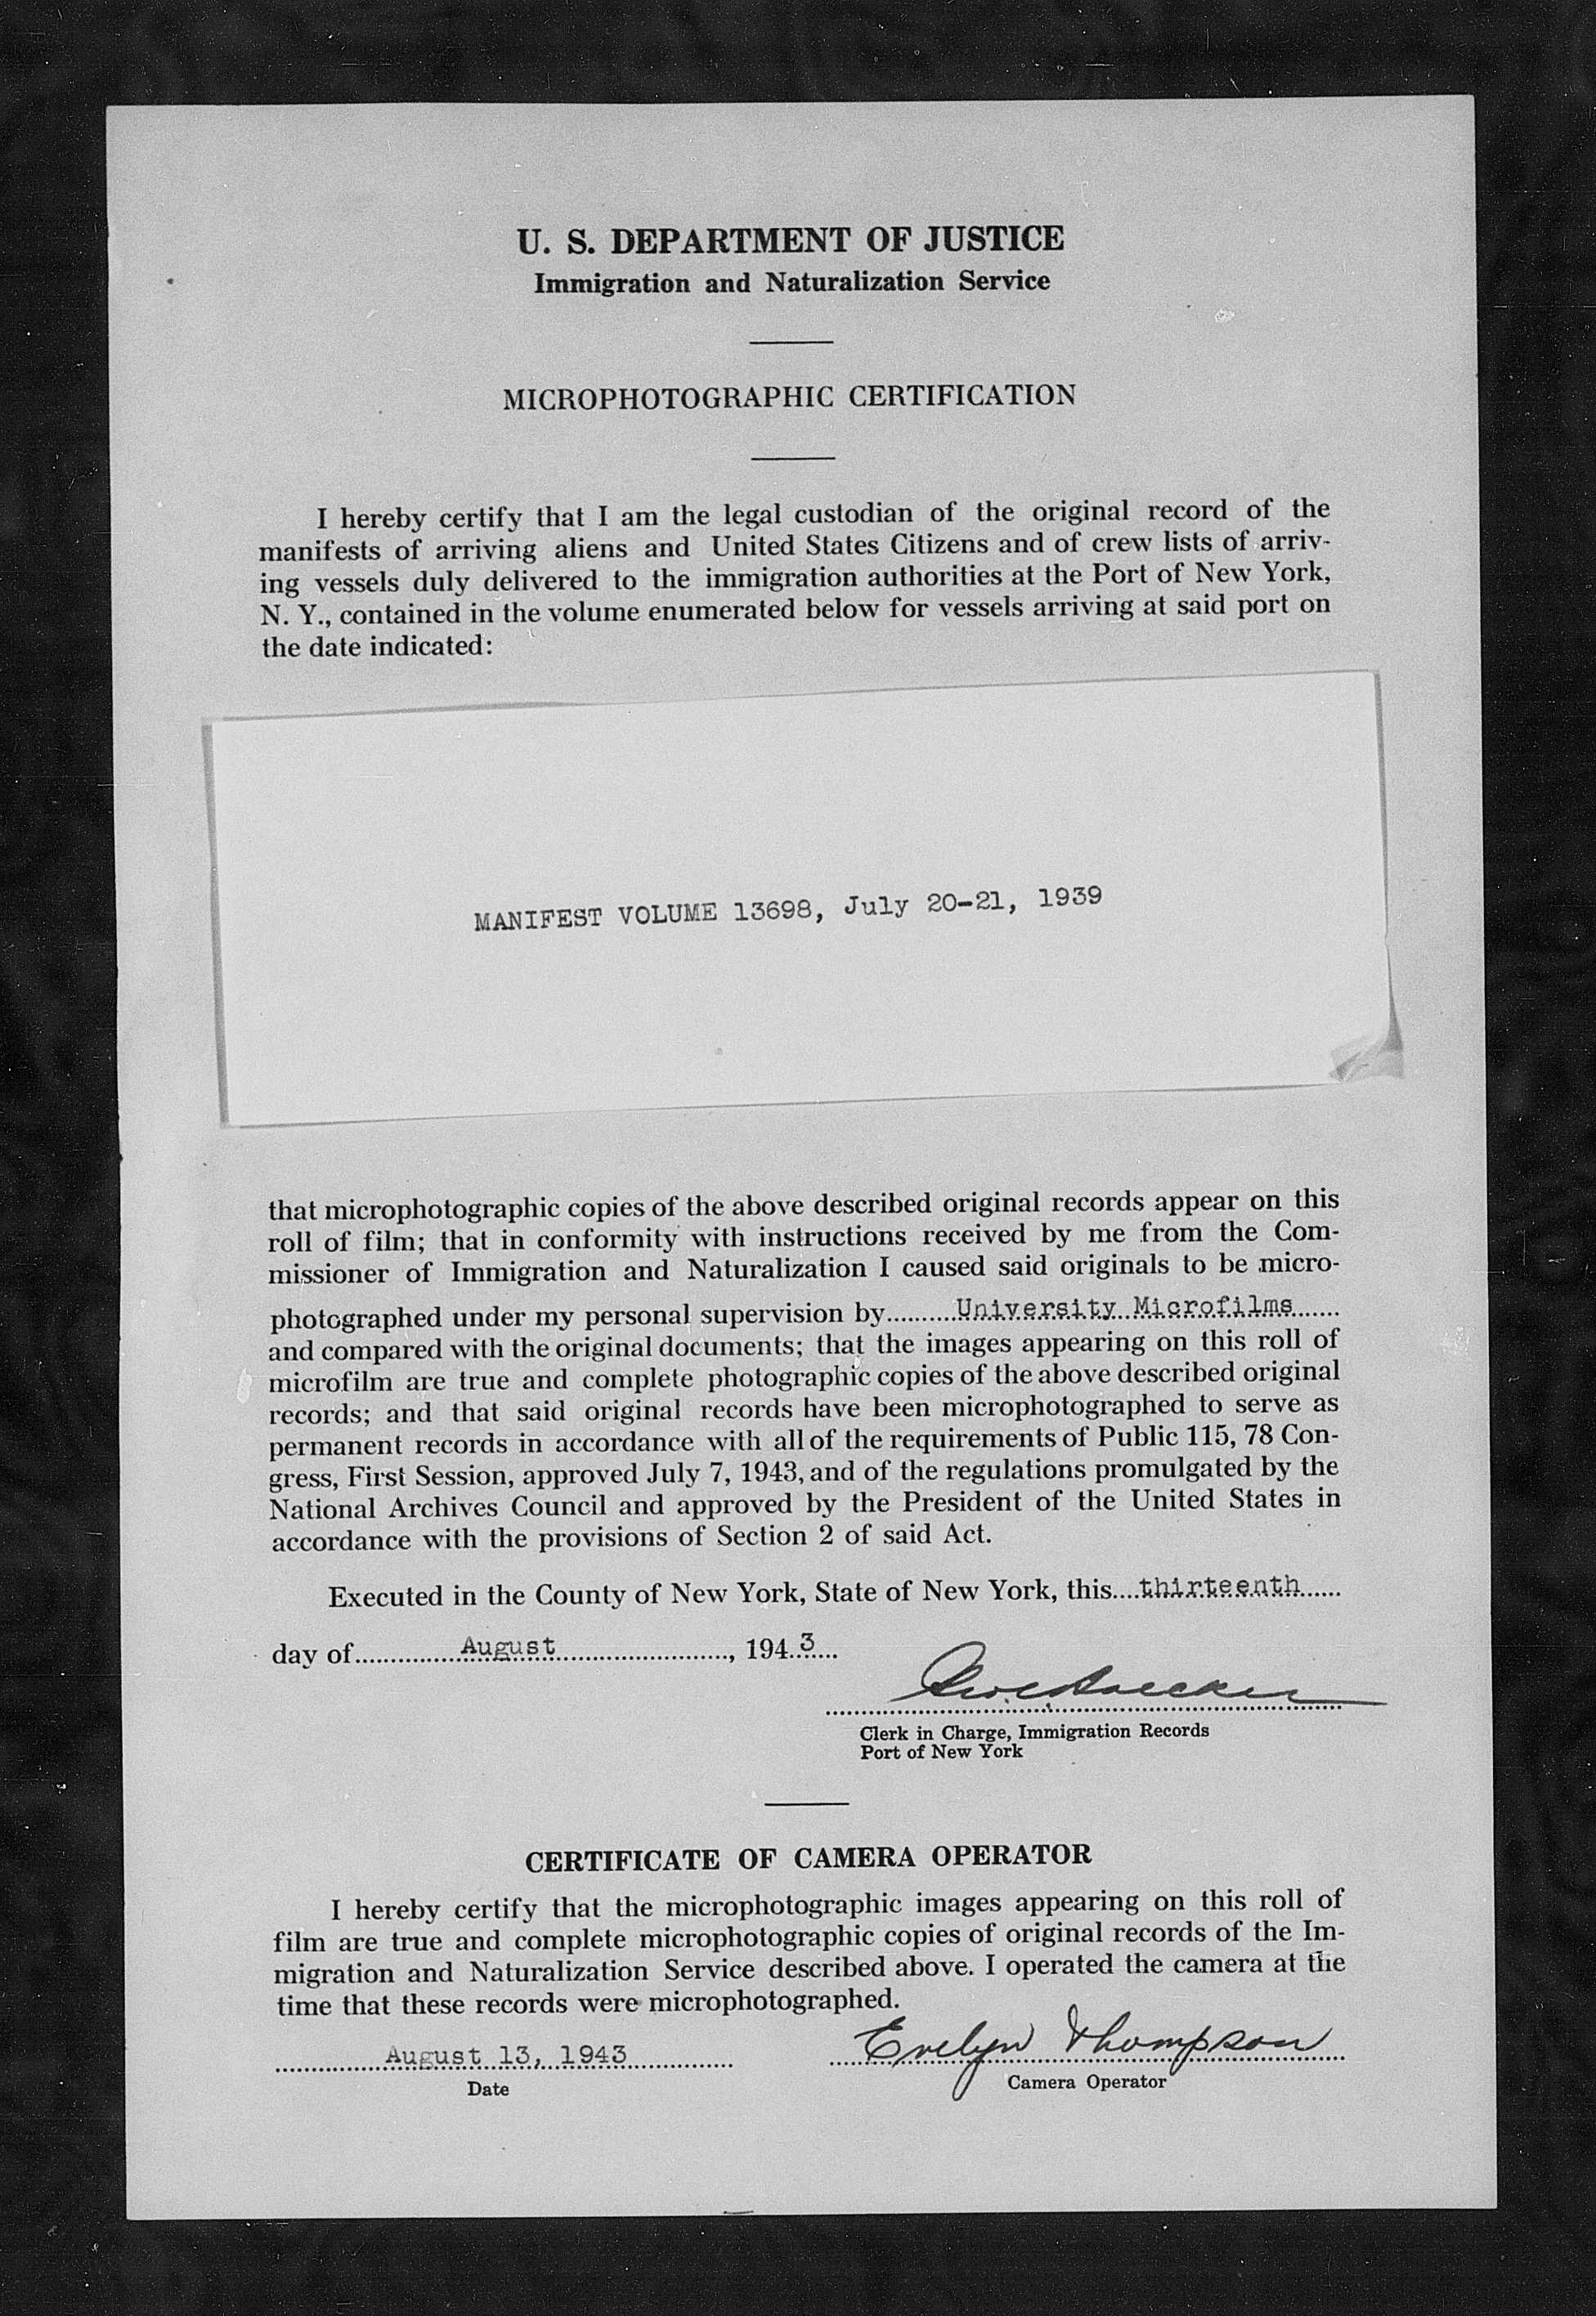 U. S. DEPARTMENT OF JUSTICE
Immigration and Naturalization Service
MICROPHOTOGRAPHIC CERTIFICATION
I hereby certify that I am the legal custodian of the original record of the
manifests of arriving aliens and United States Citizens and of crew lists of arriv-
ing vessels duly delivered to the immigration authorities at the Port of New York,
N. Y., contained in the volume enumerated below for vessels arriving at said port on
the date indicated:
MANIFEST VOLUME 13698, July 20-21, 1939
that microphotographic copies of the above described original records appear on this
roll of film; that in conformity with instructions received by me from the Com-
missioner of Immigration and Naturalization I caused said originals to be micro-
photographed under my personal supervision by..........University Microfilms.......
and compared with the original documents; that the images appearing on this roll of
microfilm are true and complete photographic copies of the above described original
records; and that said original records have been microphotographed to serve as
permanent records in accordance with all of the requirements of Public 115, 78 Con-
gress, First Session, approved July 7, 1943, and of the regulations promulgated by the
National Archives Council and approved by the President of the United States in
accordance with the provisions of Section 2 of said Act.
Executed in the County of New York, State of New York, this....thirteenth......
day of................August..........................., 194..3....
Clerk in Charge, Immigration Records
Port of New York
CERTIFICATE OF CAMERA OPERATOR
I hereby certify that the microphotographic images appearing on this roll of
film are true and complete microphotographic copies of original records of the Im-
migration and Naturalization Service described above. I operated the camera at the
time that these records were microphotographed.
August 13, 1943 Evelyn Thompson
Date Camera Operator